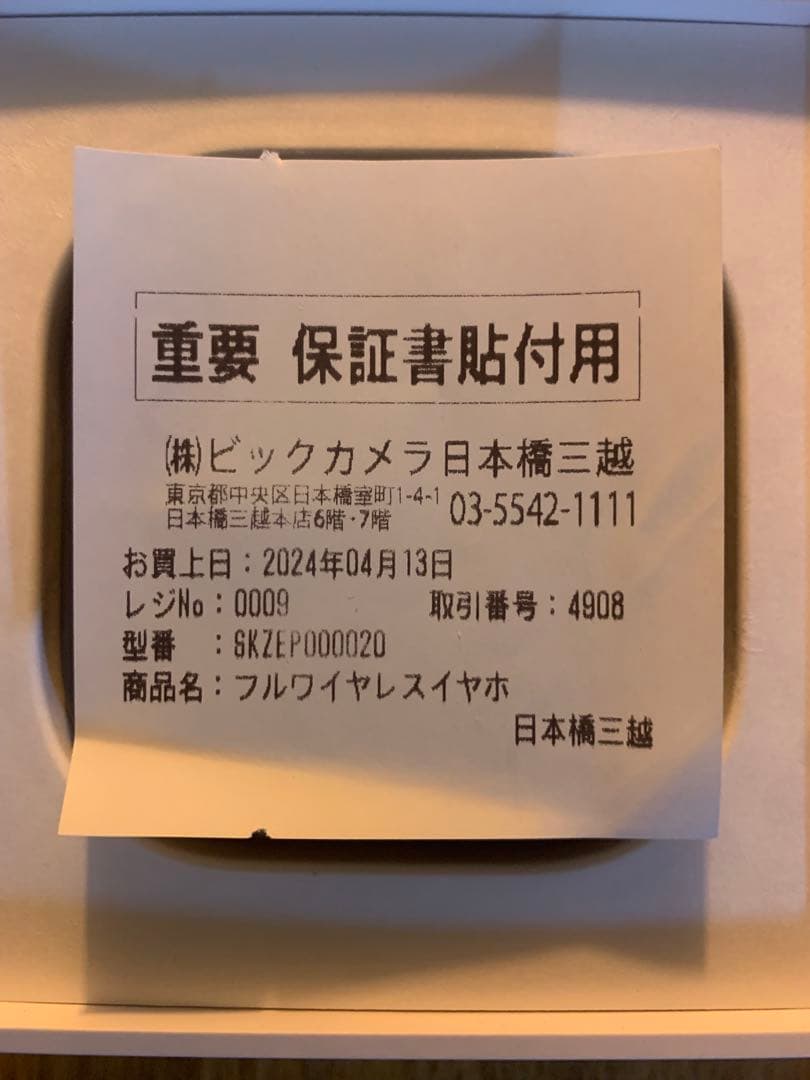 重要 保証書貼付用
(株)ビックカメラ日本橋三越
東京都中央区日本橋室町1-4-1
日本橋三越本店6階・7階 03-5542-1111
お買上日：2024年04月13日
レジNo：0009 取引番号：4908
型番 ：SKZEP000020
商品名：フルワイヤレスイヤホ
日本橋三越